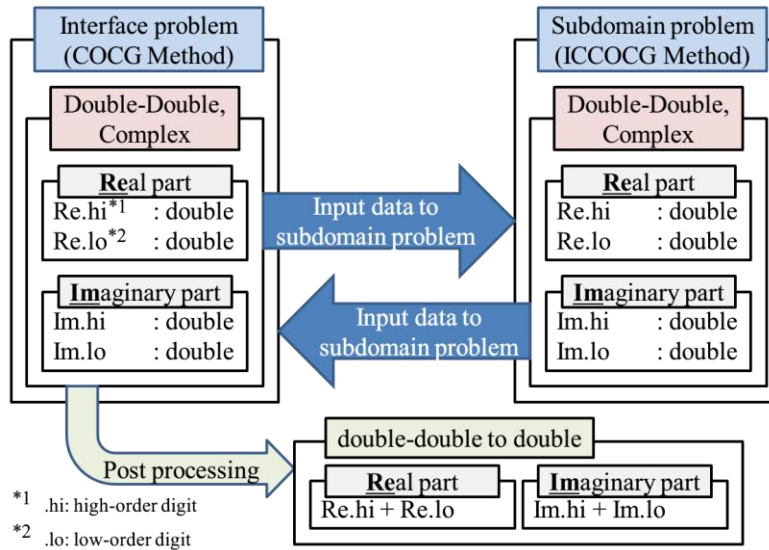 Interface problem
(COCG Method)
Double-Double,
Complex
Real part
Re.hi*1 : double
Re.lo*2 : double
Imaginary part
Im.hi : double
Im.lo : double
Input data to
subdomain problem
Input data to
subdomain problem
Subdomain problem
(ICCOCG Method)
Double-Double,
Complex
Real part
Re.hi : double
Re.lo : double
Imaginary part
Im.hi : double
Im.lo : double
Post processing
double-double to double
Real part
Re.hi + Re.lo
Imaginary part
Im.hi + Im.lo
*1 .hi: high-order digit
*2 .lo: low-order digit